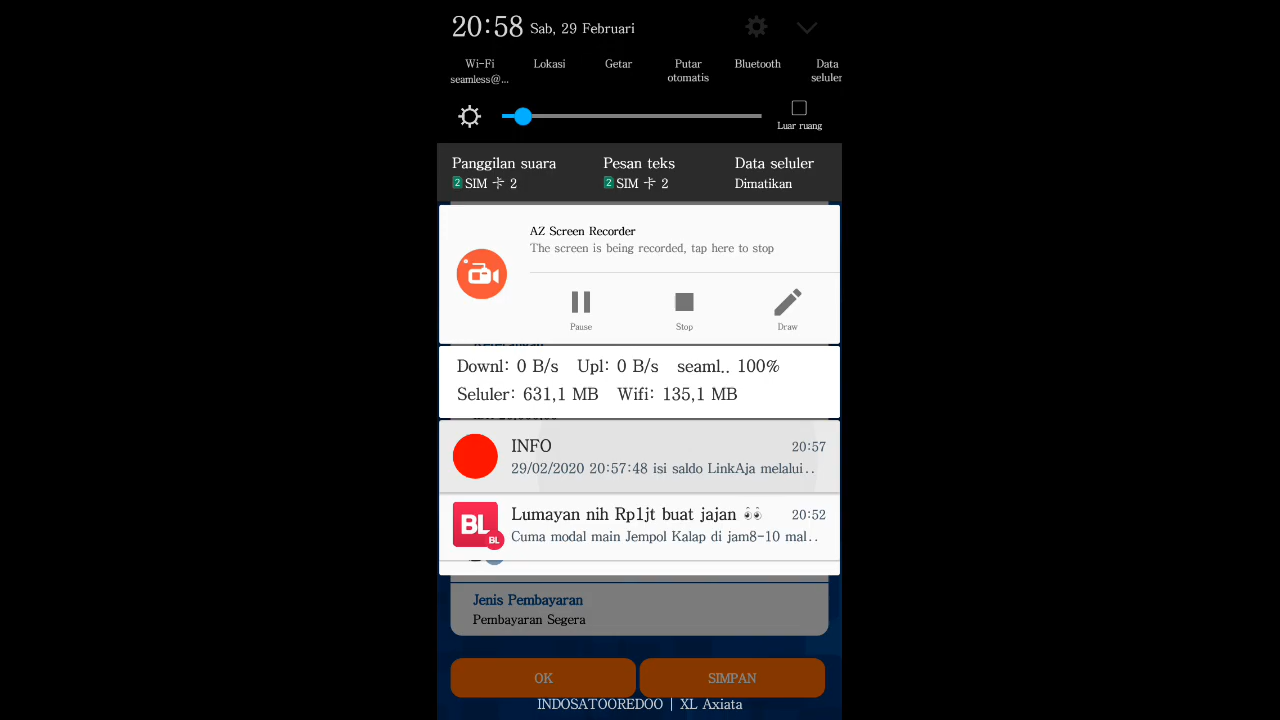 20:58 Sab, 29 Februari
Wi-Fi Lokasi Getar Putar Bluetooth Data
seamless@... otomatis seluler
Luar ruang
Panggilan suara Pesan teks Data seluler
2 SIM 卡 2 2 SIM 卡 2 Dimatikan
AZ Screen Recorder
The screen is being recorded, tap here to stop
Pause Stop Draw
Downl: 0 B/s Upl: 0 B/s seaml.. 100%
Seluler: 631,1 MB Wifi: 135,1 MB
INFO 20:57
29/02/2020 20:57:48 isi saldo LinkAja melalui..
Lumayan nih Rp1jt buat jajan 👀 20:52
BL
BL
Cuma modal main Jempol Kalap di jam8-10 mal..
Jenis Pembayaran
Pembayaran Segera
OK SIMPAN
INDOSATOOREDOO | XL Axiata